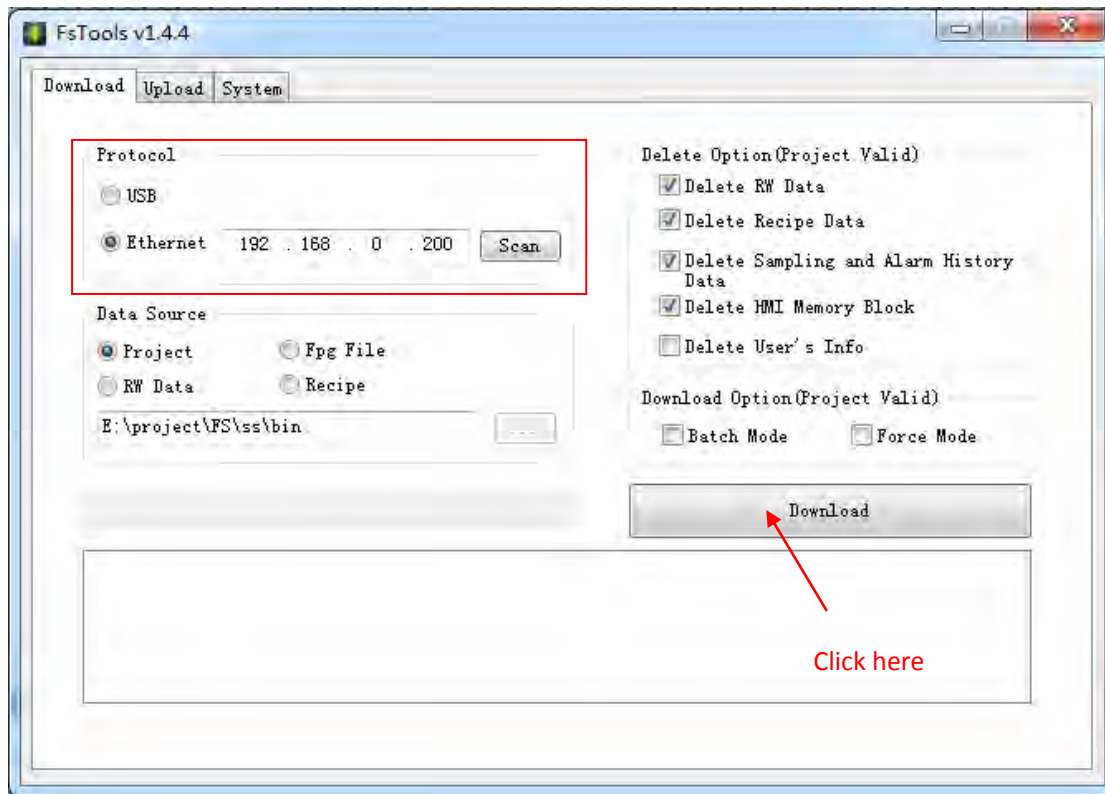 FsTools v1.4.4
Download Upload System
Protocol
USB
Ethernet 192 . 168 . 0 . 200 Scan
Data Source
Project Fpg File
RW Data Recipe
E:\project\FS\ss\bin
...
Delete Option(Project Valid)
Delete RW Data
Delete Recipe Data
Delete Sampling and Alarm History
Data
Delete HMI Memory Block
Delete User's Info
Download Option(Project Valid)
Batch Mode Force Mode
Download
Click here